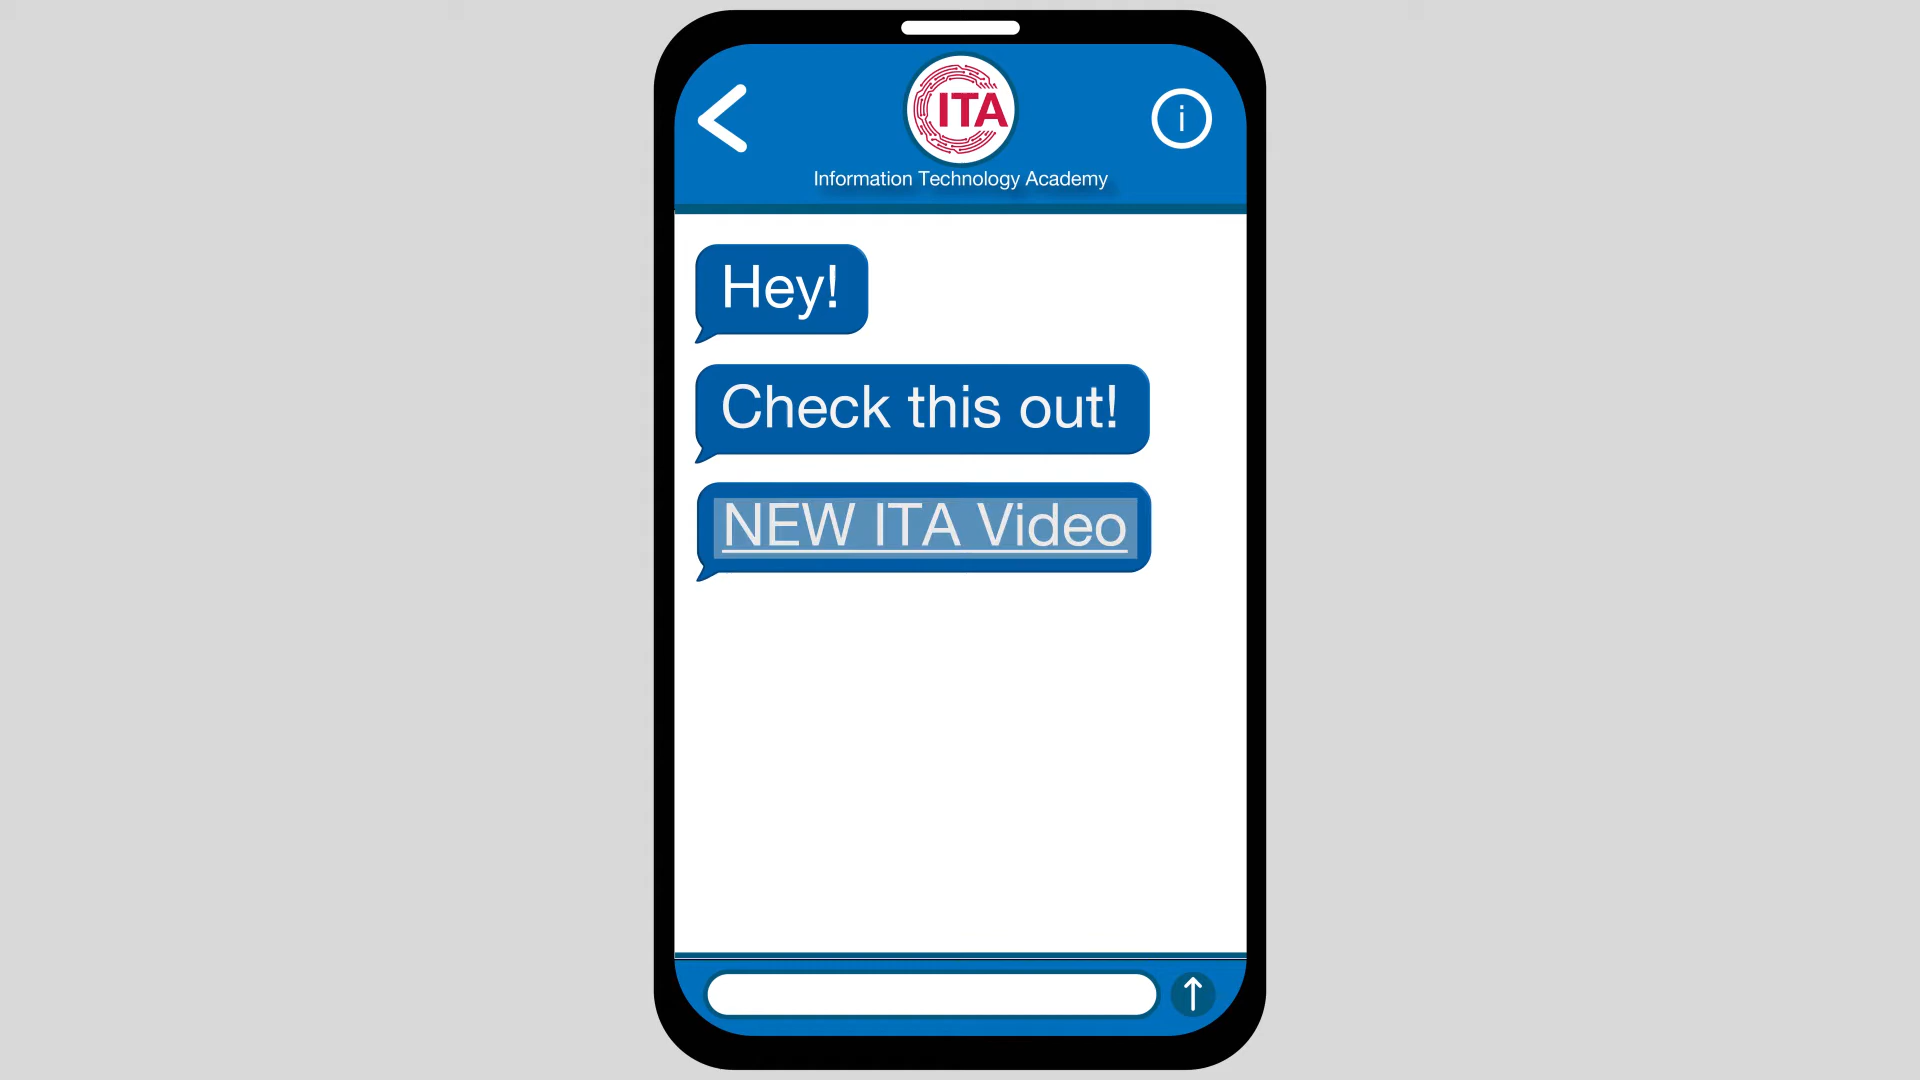 ITA
i
Information Technology Academy
Hey!
Check this out!
NEW ITA Video